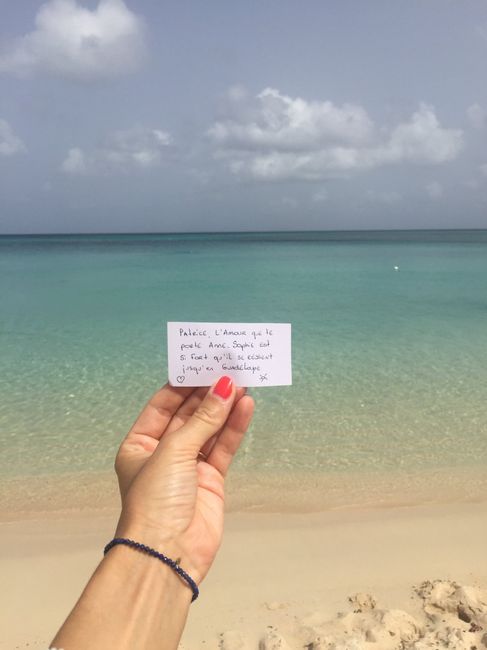 Patrice, L'Amour que te
porte Anne-Sophie est
si fort qu'il se ressent
jusqu'en Guadeloupe